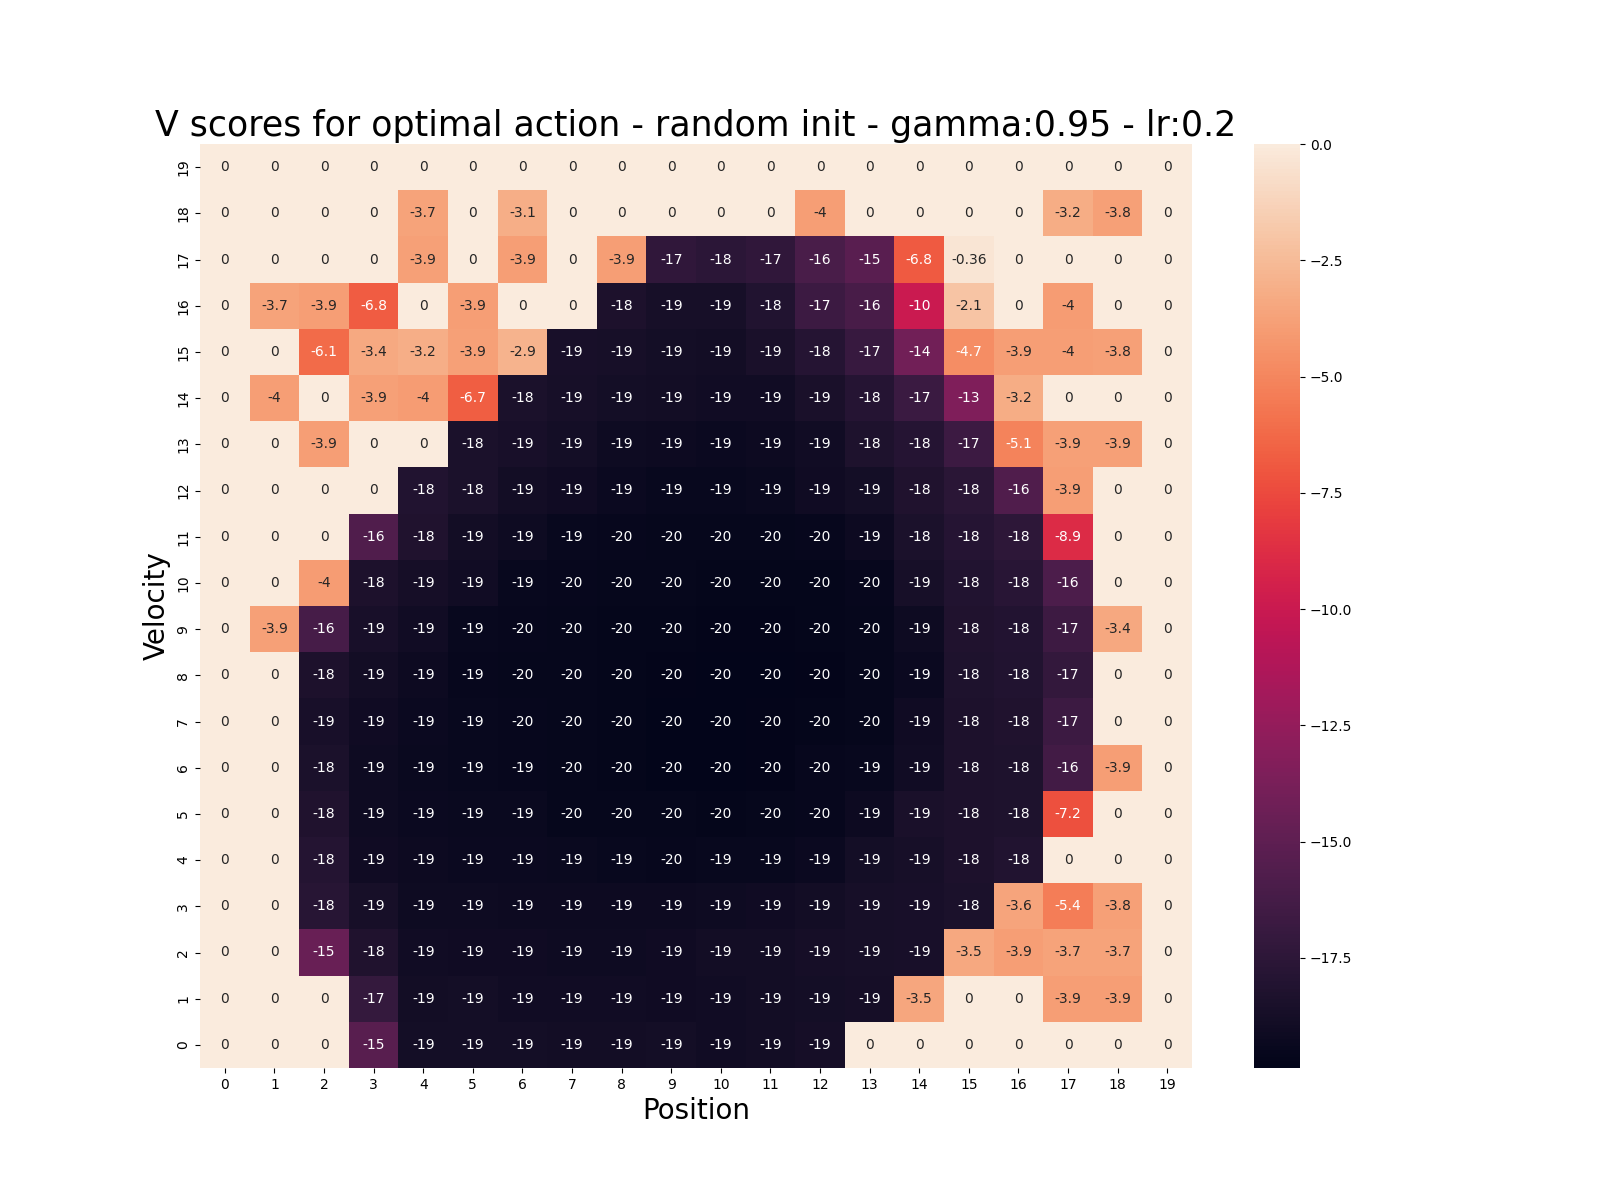 V scores for optimal action - random init - gamma:0.95 - lr:0.2
19 0 0 0 0 0 0 0 0 0 0 0 0 0 0 0 0 0 0 0 0 0.0
18 0 0 0 0 -3.7 0 -3.1 0 0 0 0 0 -4 0 0 0 0 -3.2 -3.8 0
17 0 0 0 0 -3.9 0 -3.9 0 -3.9 -17 -18 -17 -16 -15 -6.8 -0.36 0 0 0 0 −2.5
16 0 -3.7 -3.9 -6.8 0 -3.9 0 0 -18 -19 -19 -18 -17 -16 -10 -2.1 0 -4 0 0
15 0 0 -6.1 -3.4 -3.2 -3.9 -2.9 -19 -19 -19 -19 -19 -18 -17 -14 -4.7 -3.9 -4 -3.8 0 −5.0
14 0 -4 0 -3.9 -4 -6.7 -18 -19 -19 -19 -19 -19 -19 -18 -17 -13 -3.2 0 0 0
13 0 0 -3.9 0 0 -18 -19 -19 -19 -19 -19 -19 -19 -18 -18 -17 -5.1 -3.9 -3.9 0
12 0 0 0 0 -18 -18 -19 -19 -19 -19 -19 -19 -19 -19 -18 -18 -16 -3.9 0 0 −7.5
11 0 0 0 -16 -18 -19 -19 -19 -20 -20 -20 -20 -20 -19 -18 -18 -18 -8.9 0 0
10 0 0 -4 -18 -19 -19 -19 -20 -20 -20 -20 -20 -20 -20 -19 -18 -18 -16 0 0
Velocity
9 0 -3.9 -16 -19 -19 -19 -20 -20 -20 -20 -20 -20 -20 -20 -19 -18 -18 -17 -3.4 0 −10.0
8 0 0 -18 -19 -19 -19 -20 -20 -20 -20 -20 -20 -20 -20 -19 -18 -18 -17 0 0
7 0 0 -19 -19 -19 -19 -20 -20 -20 -20 -20 -20 -20 -20 -19 -18 -18 -17 0 0 −12.5
6 0 0 -18 -19 -19 -19 -19 -20 -20 -20 -20 -20 -20 -19 -19 -18 -18 -16 -3.9 0
5 0 0 -18 -19 -19 -19 -19 -20 -20 -20 -20 -20 -20 -19 -19 -18 -18 -7.2 0 0
4 0 0 -18 -19 -19 -19 -19 -19 -19 -20 -19 -19 -19 -19 -19 -18 -18 0 0 0 −15.0
3 0 0 -18 -19 -19 -19 -19 -19 -19 -19 -19 -19 -19 -19 -19 -18 -3.6 -5.4 -3.8 0
2 0 0 -15 -18 -19 -19 -19 -19 -19 -19 -19 -19 -19 -19 -19 -3.5 -3.9 -3.7 -3.7 0 −17.5
1 0 0 0 -17 -19 -19 -19 -19 -19 -19 -19 -19 -19 -19 -3.5 0 0 -3.9 -3.9 0
0 0 0 0 -15 -19 -19 -19 -19 -19 -19 -19 -19 -19 0 0 0 0 0 0 0
0 1 2 3 4 5 6 7 8 9 10 11 12 13 14 15 16 17 18 19
Position